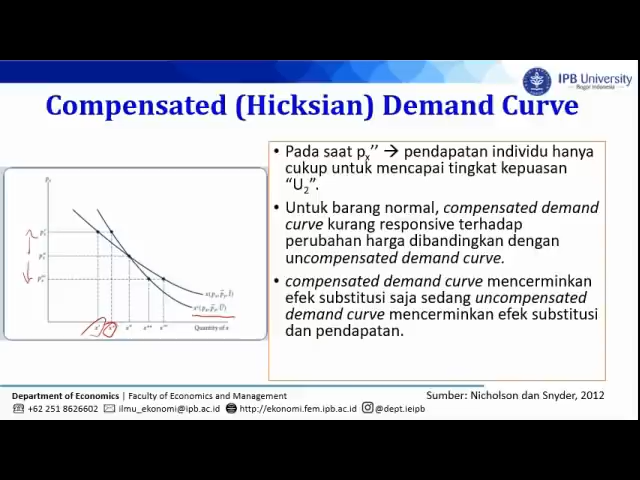 IPB University
Bogor Indonesia
Compensated (Hicksian) Demand Curve
• Pada saat pₓ’’ → pendapatan individu hanya
cukup untuk mencapai tingkat kepuasan
“U₂”.
• Untuk barang normal, compensated demand
curve kurang responsive terhadap
perubahan harga dibandingkan dengan
uncompensated demand curve.
• compensated demand curve mencerminkan
efek substitusi saja sedang uncompensated
demand curve mencerminkan efek substitusi
dan pendapatan.
Quantity of x
Department of Economics | Faculty of Economics and Management
+62 251 8626602 ilmu_ekonomi@ipb.ac.id http://ekonomi.fem.ipb.ac.id @dept.ieipb
Sumber: Nicholson dan Snyder, 2012